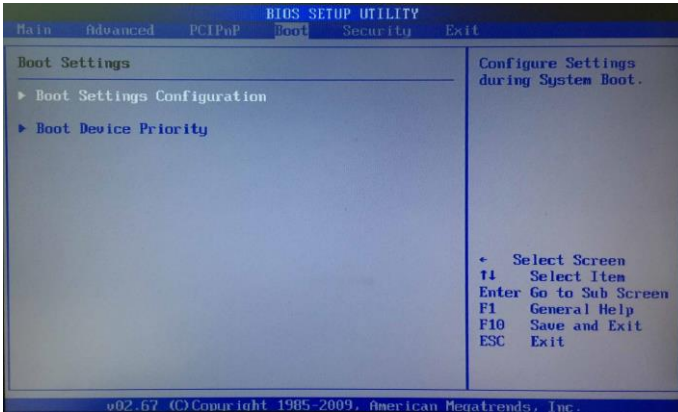 BIOS SETUP UTILITY
Main Advanced PCIPnP Boot Security Exit
Boot Settings
▶ Boot Settings Configuration
▶ Boot Device Priority
Configure Settings
during System Boot.
← Select Screen
↑↓ Select Item
Enter Go to Sub Screen
F1 General Help
F10 Save and Exit
ESC Exit
v02.67 (C)Copyright 1985-2009, American Megatrends, Inc.